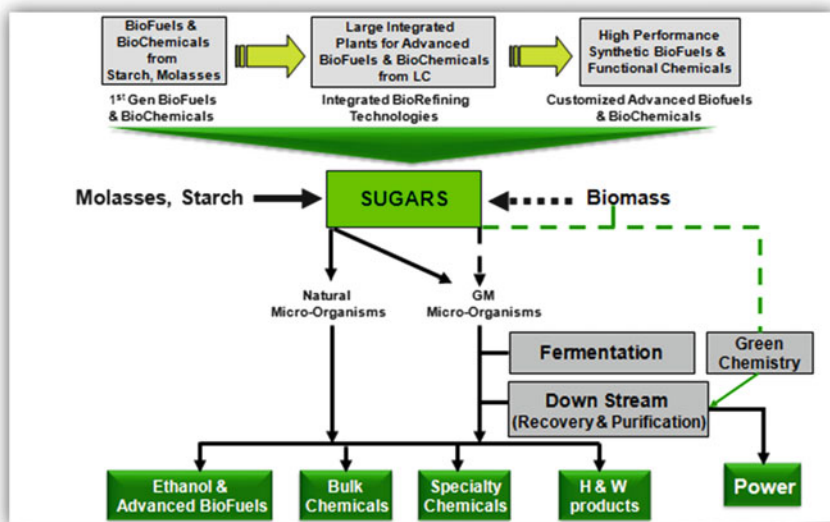 BioFuels &
BioChemicals
from
Starch, Molasses
Large Integrated
Plants for Advanced
BioFuels & BioChemicals
from LC
High Performance
Synthetic BioFuels &
Functional Chemicals
1st Gen BioFuels
& BioChemicals
Integrated BioRefining
Technologies
Customized Advanced Biofuels
& BioChemicals
Molasses, Starch
SUGARS
Biomass
Natural
Micro-Organisms
GM
Micro-Organisms
Fermentation
Green
Chemistry
Down Stream
(Recovery & Purification)
Ethanol &
Advanced BioFuels
Bulk
Chemicals
Specialty
Chemicals
H & W
products
Power